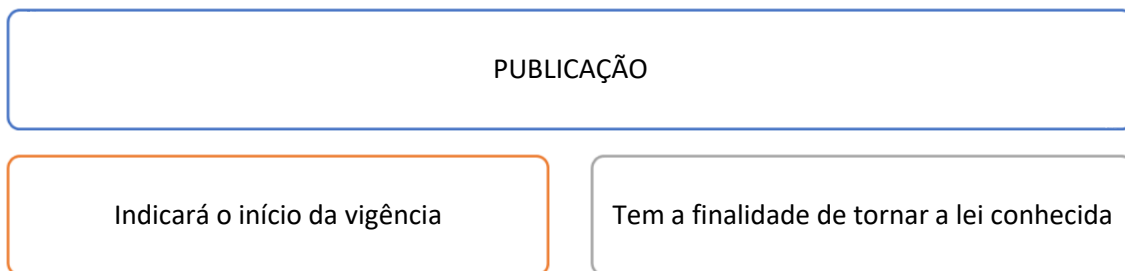 PUBLICAÇÃO
Indicará o início da vigência
Tem a finalidade de tornar a lei conhecida